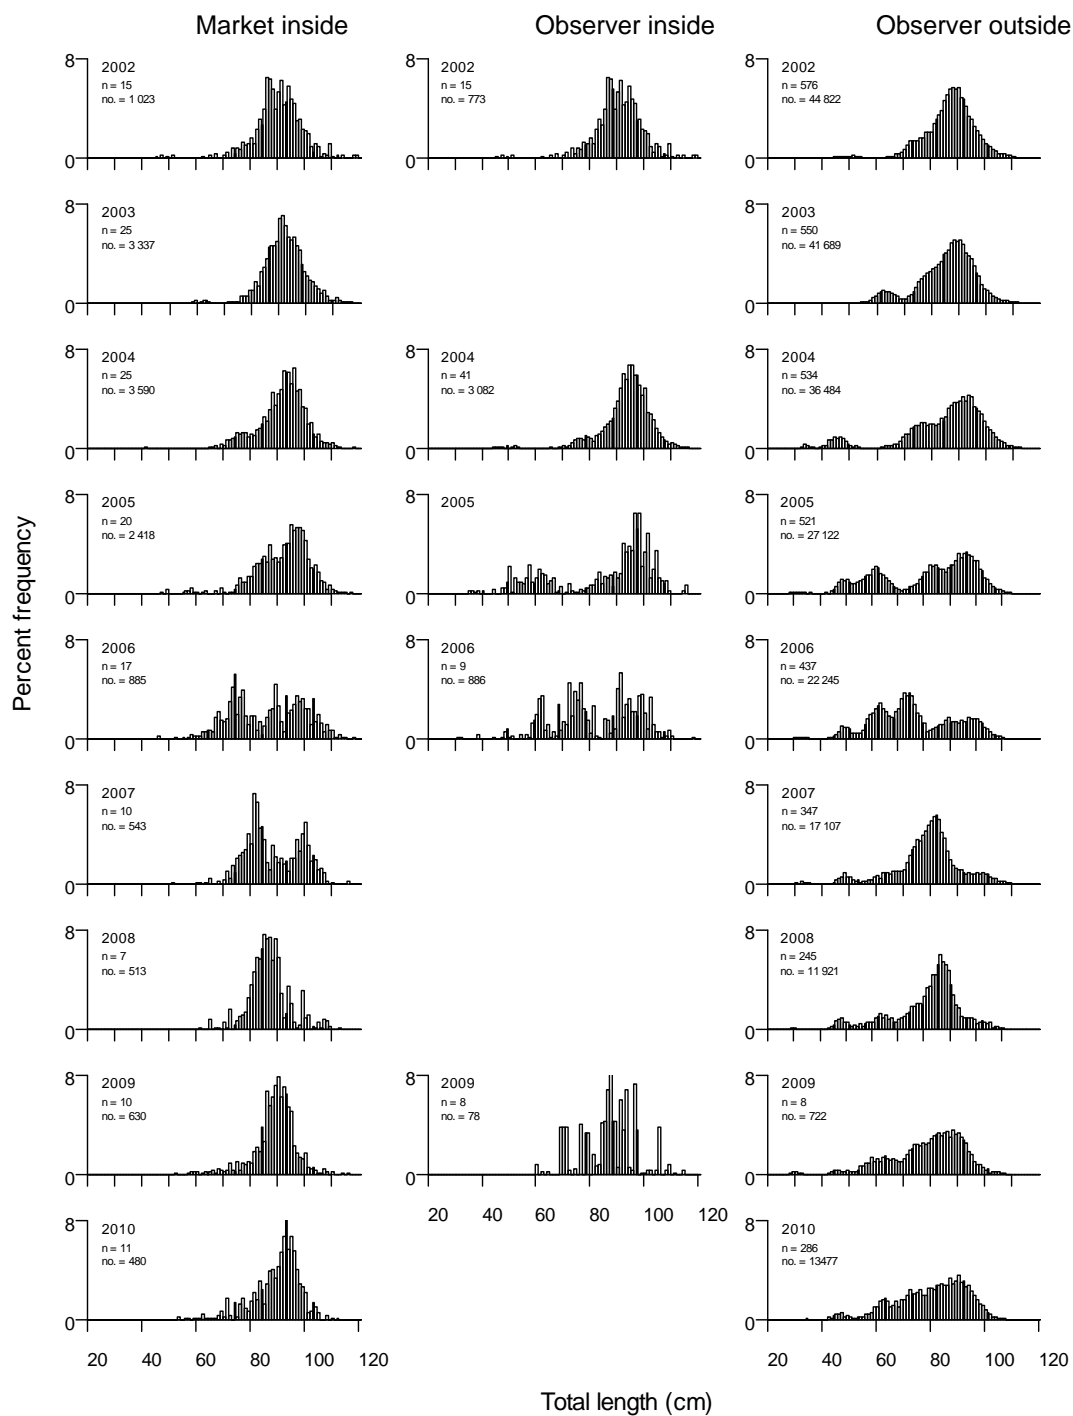 Market inside Observer inside Observer outside
8 2002 8 2002 8 2002
n = 15 n = 15 n = 576
no. = 1 023 no. = 773 no. = 44 822
0 0 0
8 2003 8 2003
n = 25 n = 550
no. = 3 337 no. = 41 689
0 0
8 2004 8 2004 8 2004
n = 25 n = 41 n = 534
no. = 3 590 no. = 3 082 no. = 36 484
0 0 0
8 2005 8 2005 8 2005
n = 20 n = 521
no. = 2 418 no. = 27 122
0 0 0
Percent frequency
8 2006 8 2006 8 2006
n = 17 n = 9 n = 437
no. = 885 no. = 886 no. = 22 245
0 0 0
8 2007 8 2007
n = 10 n = 347
no. = 543 no. = 17 107
0 0
8 2008 8 2008
n = 7 n = 245
no. = 513 no. = 11 921
0 0
8 2009 8 2009 8 2009
n = 10 n = 8 n = 8
no. = 630 no. = 78 no. = 722
0 0 0
20 40 60 80 100 120
8 2010 8 2010
n = 11 n = 286
no. = 480 no. = 13477
0 0
20 40 60 80 100 120 20 40 60 80 100 120
Total length (cm)